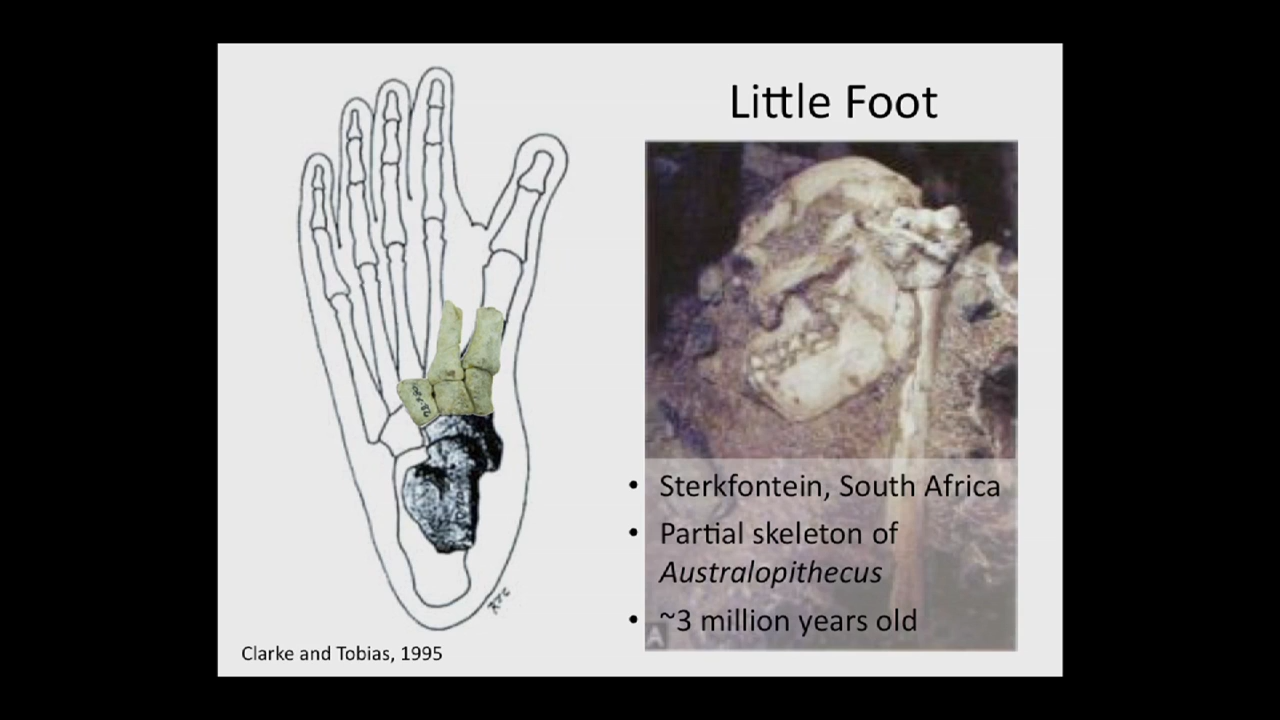 Little Foot
• Sterkfontein, South Africa
• Partial skeleton of
Australopithecus
• ~3 million years old
A
Clarke and Tobias, 1995